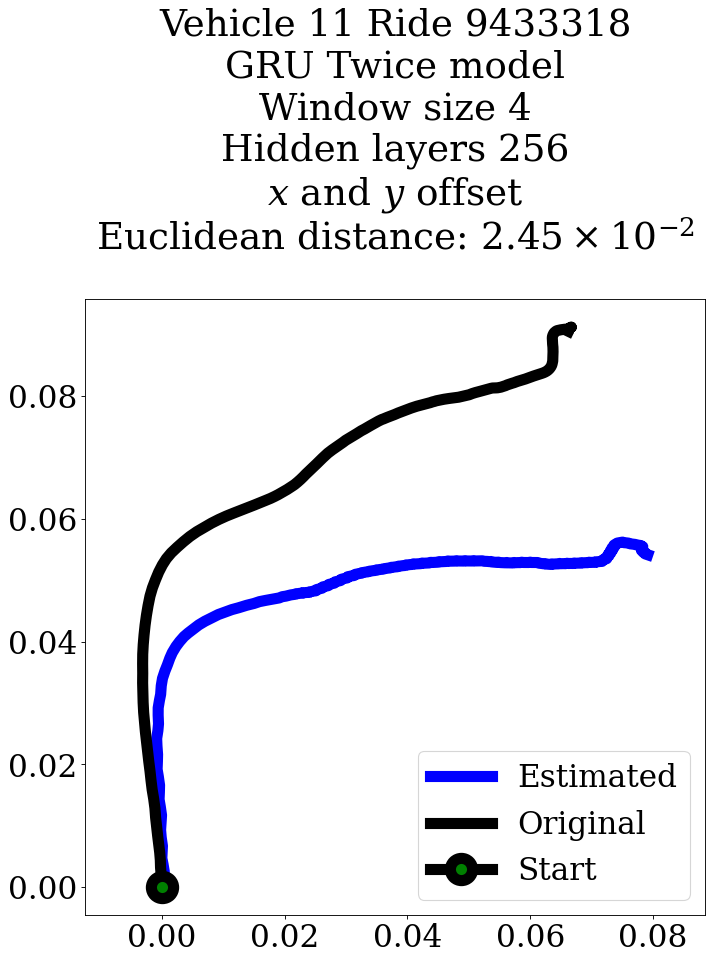 Vehicle 11 Ride 9433318
GRU Twice model
Window size 4
Hidden layers 256
x and y offset
Euclidean distance: 2.45 × 10⁻²
0.08
0.06
0.04
0.02
0.00
Estimated
Original
Start
0.00 0.02 0.04 0.06 0.08